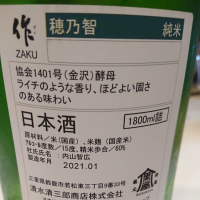 作 穂乃智 純米
ZAKU
協会1401号(金沢)酵母
ライチのような香り、ほどよい固さ
のある味わい
日本酒 1800ml詰
原材料/米(国産)、米麹(国産米)
アルコール度数/15度、精米歩合/60%
杜氏氏名:内山智広
製造年月 2021.01
三重県鈴鹿市若松東三丁目9番33号
清水清三郎商店株式会社